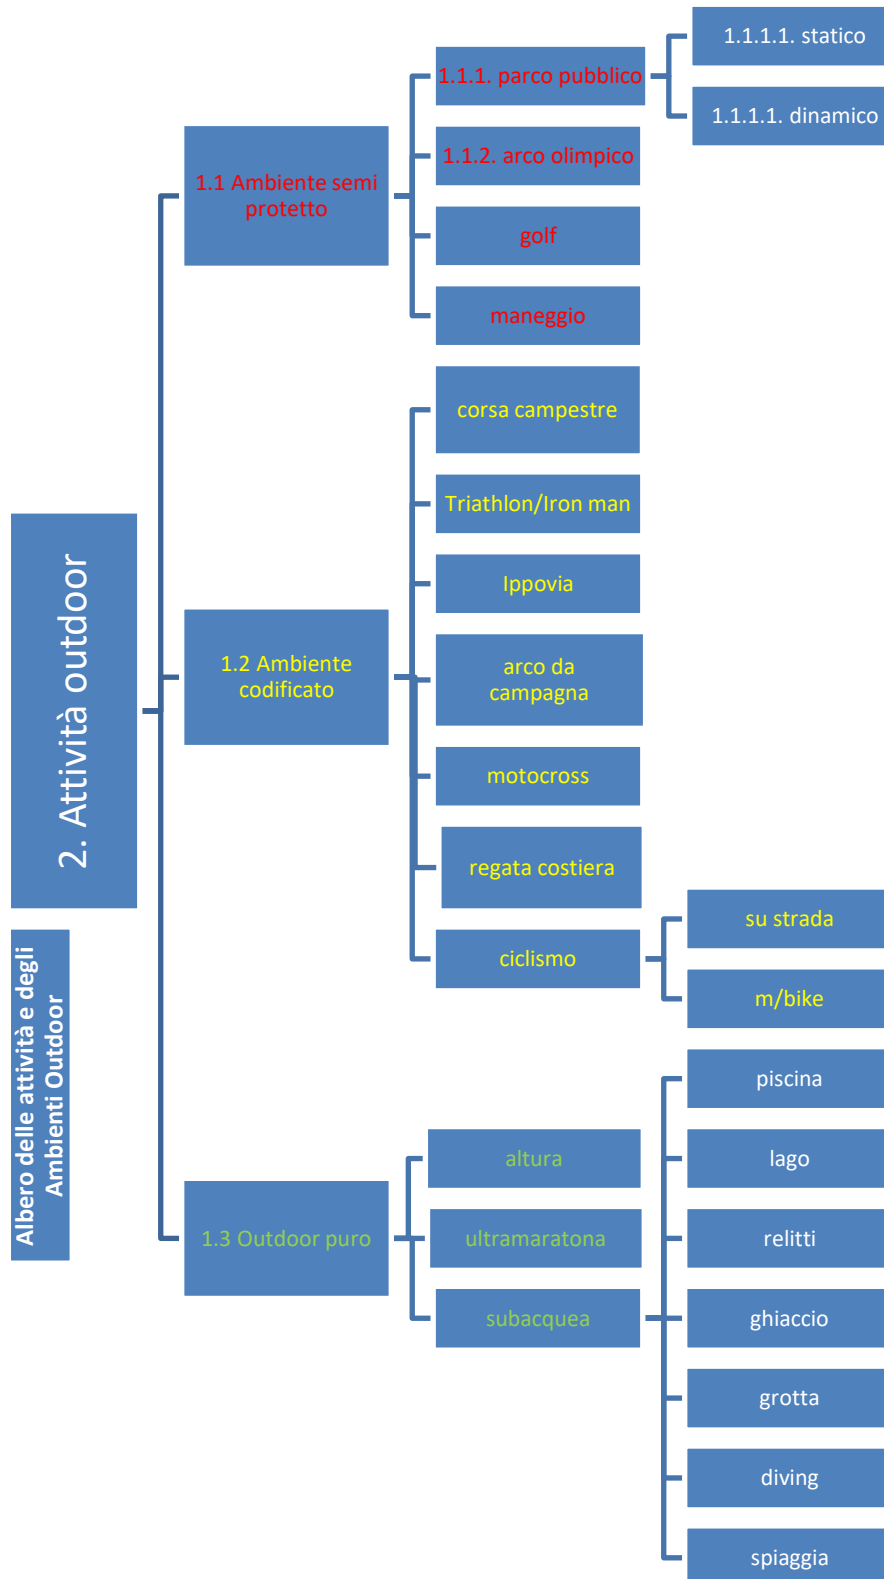 Albero delle attività e degli
Ambienti Outdoor
2. Attività outdoor
1.1 Ambiente semi
protetto
1.1.1. parco pubblico
1.1.1.1. statico
1.1.1.1. dinamico
1.1.2. arco olimpico
golf
maneggio
1.2 Ambiente
codificato
corsa campestre
Triathlon/Iron man
Ippovia
arco da
campagna
motocross
regata costiera
ciclismo
su strada
m/bike
1.3 Outdoor puro
altura
ultramaratona
subacquea
piscina
lago
relitti
ghiaccio
grotta
diving
spiaggia